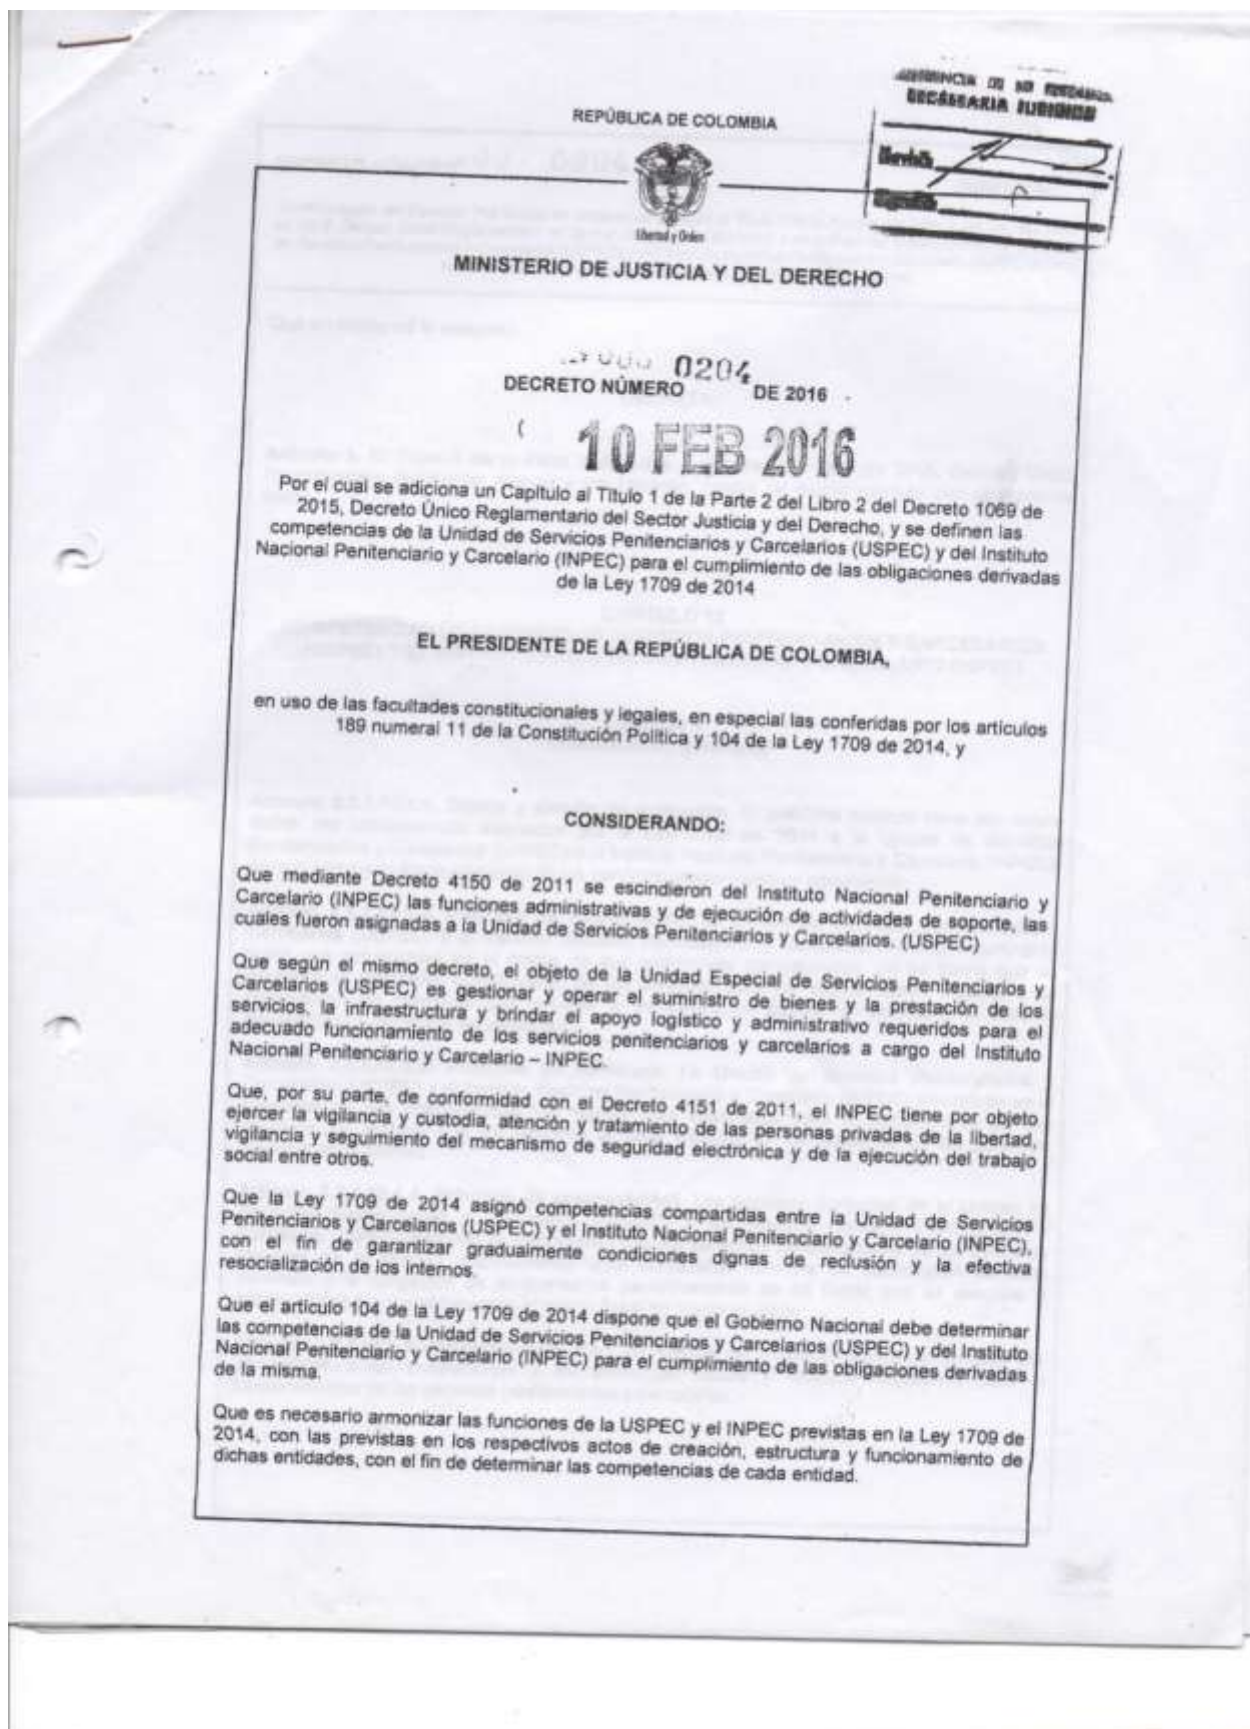 SECRETARIA JURIDICA
REPÚBLICA DE COLOMBIA
Libertad y Orden
MINISTERIO DE JUSTICIA Y DEL DERECHO
0204
DECRETO NÚMERO DE 2016
10 FEB 2016
Por el cual se adiciona un Capítulo al Título 1 de la Parte 2 del Libro 2 del Decreto 1069 de
2015, Decreto Único Reglamentario del Sector Justicia y del Derecho, y se definen las
competencias de la Unidad de Servicios Penitenciarios y Carcelarios (USPEC) y del Instituto
Nacional Penitenciario y Carcelario (INPEC) para el cumplimiento de las obligaciones derivadas
de la Ley 1709 de 2014
EL PRESIDENTE DE LA REPÚBLICA DE COLOMBIA,
en uso de las facultades constitucionales y legales, en especial las conferidas por los artículos
189 numeral 11 de la Constitución Política y 104 de la Ley 1709 de 2014, y
CONSIDERANDO:
Que mediante Decreto 4150 de 2011 se escindieron del Instituto Nacional Penitenciario y
Carcelario (INPEC) las funciones administrativas y de ejecución de actividades de soporte, las
cuales fueron asignadas a la Unidad de Servicios Penitenciarios y Carcelarios. (USPEC)
Que según el mismo decreto, el objeto de la Unidad Especial de Servicios Penitenciarios y
Carcelarios (USPEC) es gestionar y operar el suministro de bienes y la prestación de los
servicios, la infraestructura y brindar el apoyo logístico y administrativo requeridos para el
adecuado funcionamiento de los servicios penitenciarios y carcelarios a cargo del Instituto
Nacional Penitenciario y Carcelario – INPEC.
Que, por su parte, de conformidad con el Decreto 4151 de 2011, el INPEC tiene por objeto
ejercer la vigilancia y custodia, atención y tratamiento de las personas privadas de la libertad,
vigilancia y seguimiento del mecanismo de seguridad electrónica y de la ejecución del trabajo
social entre otros.
Que la Ley 1709 de 2014 asignó competencias compartidas entre la Unidad de Servicios
Penitenciarios y Carcelarios (USPEC) y el Instituto Nacional Penitenciario y Carcelario (INPEC),
con el fin de garantizar gradualmente condiciones dignas de reclusión y la efectiva
resocialización de los internos.
Que el artículo 104 de la Ley 1709 de 2014 dispone que el Gobierno Nacional debe determinar
las competencias de la Unidad de Servicios Penitenciarios y Carcelarios (USPEC) y del Instituto
Nacional Penitenciario y Carcelario (INPEC) para el cumplimiento de las obligaciones derivadas
de la misma.
Que es necesario armonizar las funciones de la USPEC y el INPEC previstas en la Ley 1709 de
2014, con las previstas en los respectivos actos de creación, estructura y funcionamiento de
dichas entidades, con el fin de determinar las competencias de cada entidad.